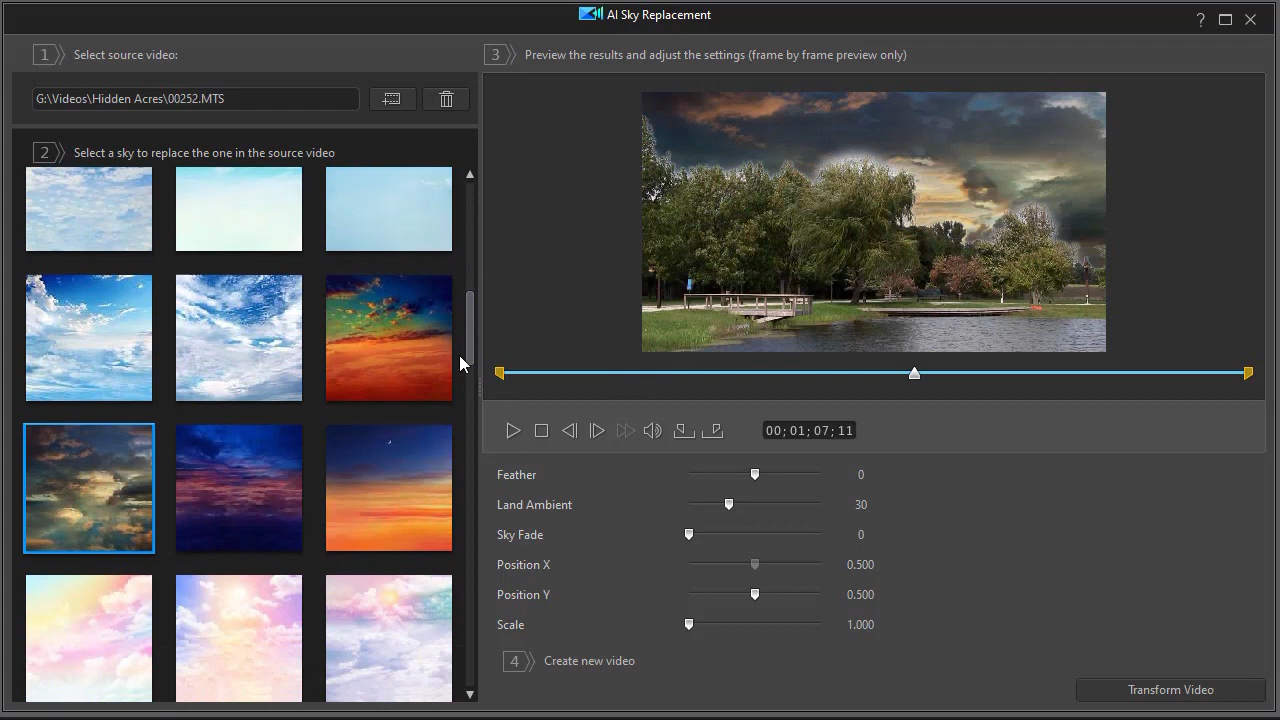 AI Sky Replacement
?
1 Select source video:
G:\Videos\Hidden Acres\00252.MTS
2 Select a sky to replace the one in the source video
3 Preview the results and adjust the settings (frame by frame preview only)
00; 01; 07; 11
Feather 0
Land Ambient 30
Sky Fade 0
Position X 0.500
Position Y 0.500
Scale 1.000
4 Create new video
Transform Video